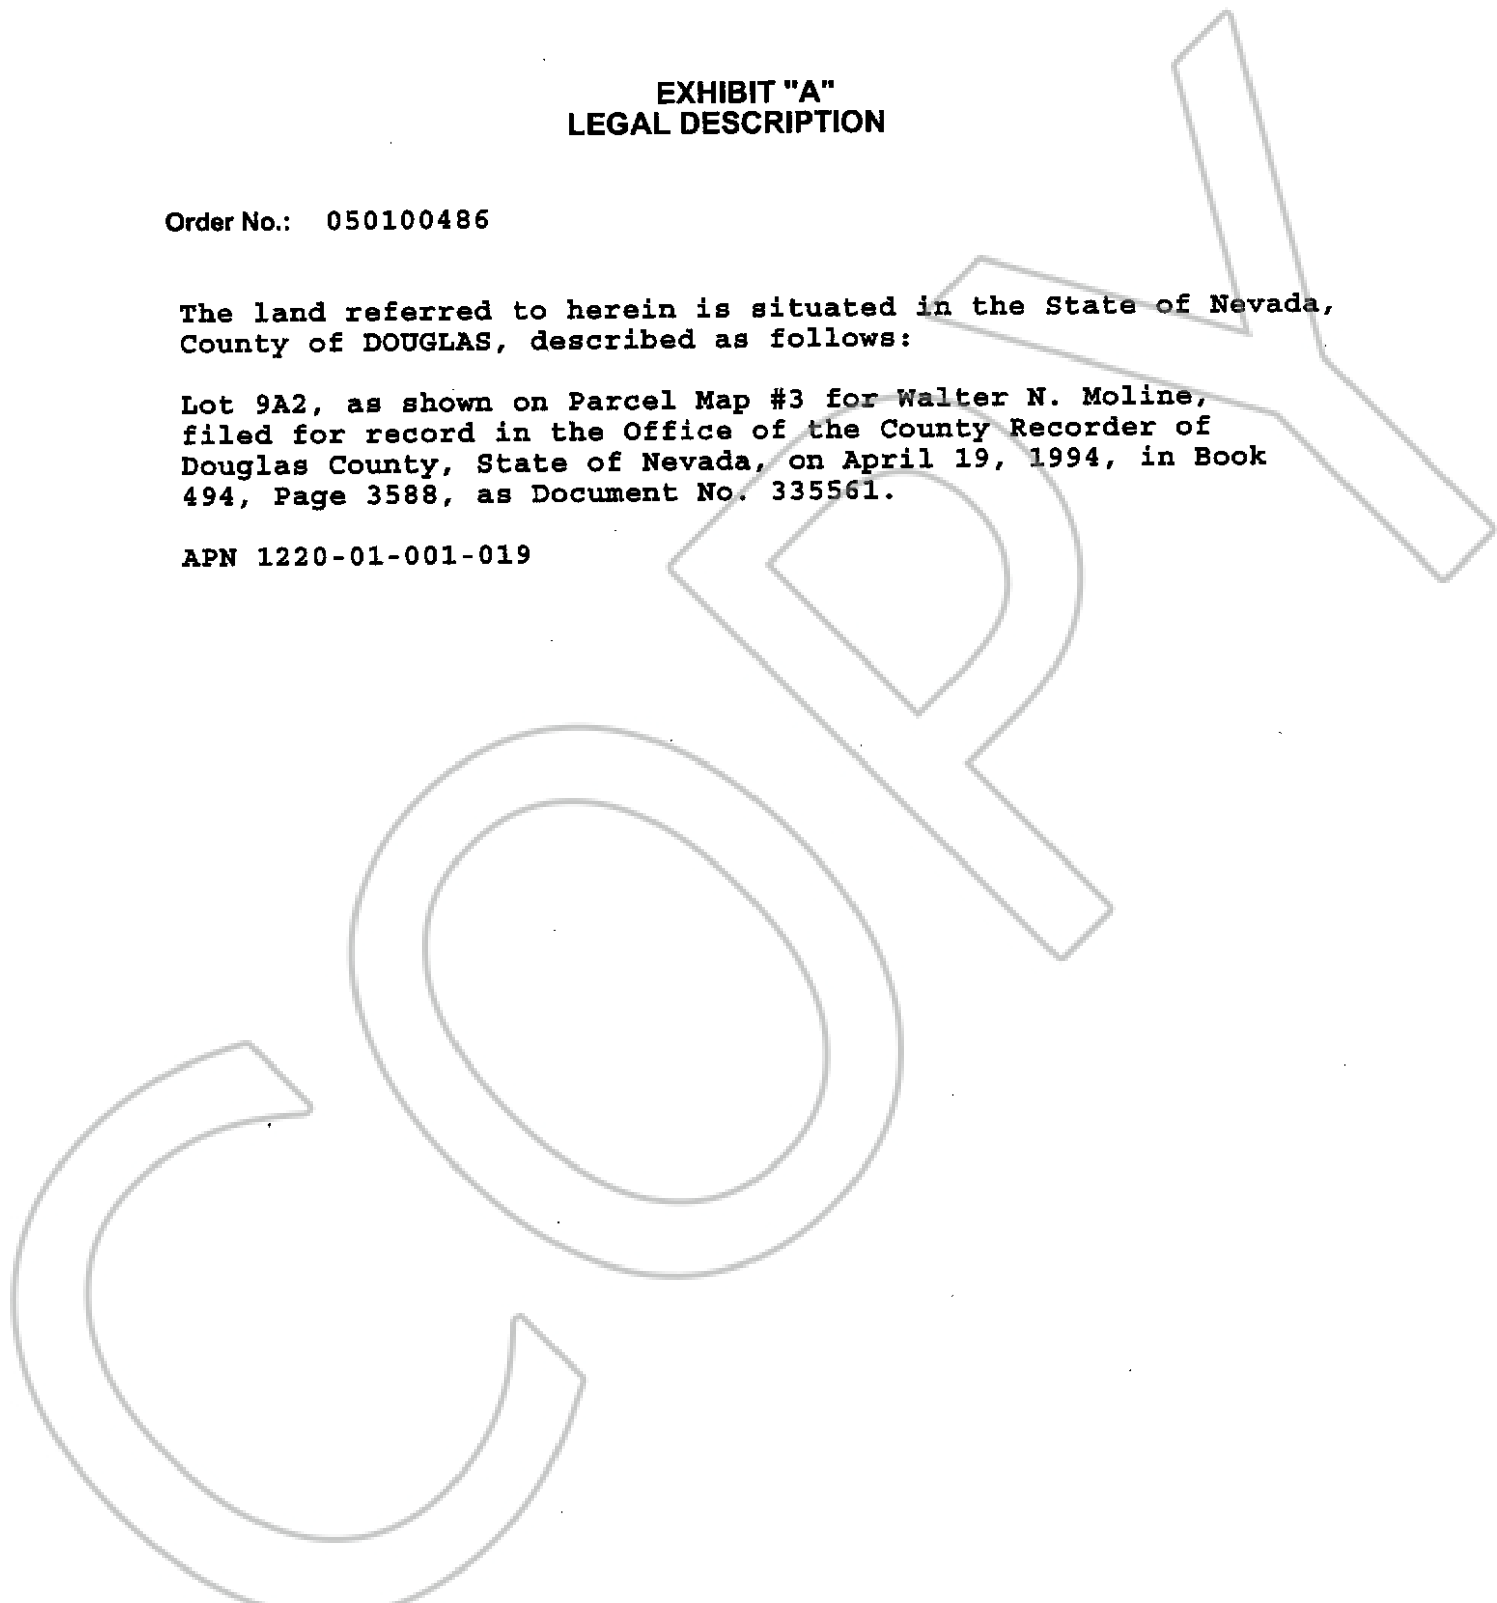 EXHIBIT "A"
LEGAL DESCRIPTION
Order No.: 050100486
The land referred to herein is situated in the State of Nevada,
County of DOUGLAS, described as follows:
Lot 9A2, as shown on Parcel Map #3 for Walter N. Moline,
filed for record in the Office of the County Recorder of
Douglas County, State of Nevada, on April 19, 1994, in Book
494, Page 3588, as Document No. 335561.
APN 1220-01-001-019
COPY